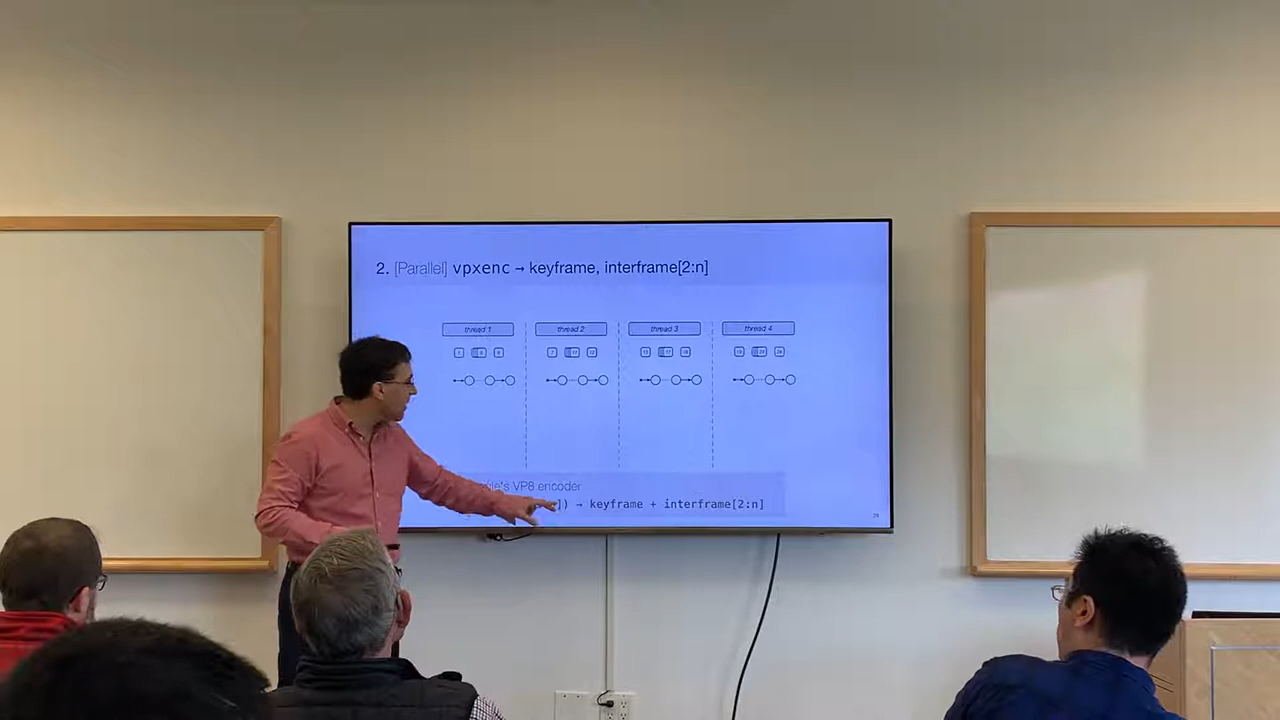 2. [Parallel] vpxenc → keyframe, interframe[2:n]
thread 1 thread 2 thread 3 thread 4
VP8 encoder
]) → keyframe + interframe[2:n]